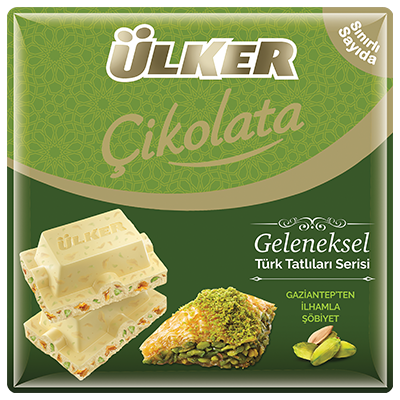 ÜLKER
Sınırlı
Sayıda
Çikolata
ÜLKER
Geleneksel
Türk Tatlıları Serisi
GAZİANTEP'TEN
İLHAMLA
ŞÖBİYET